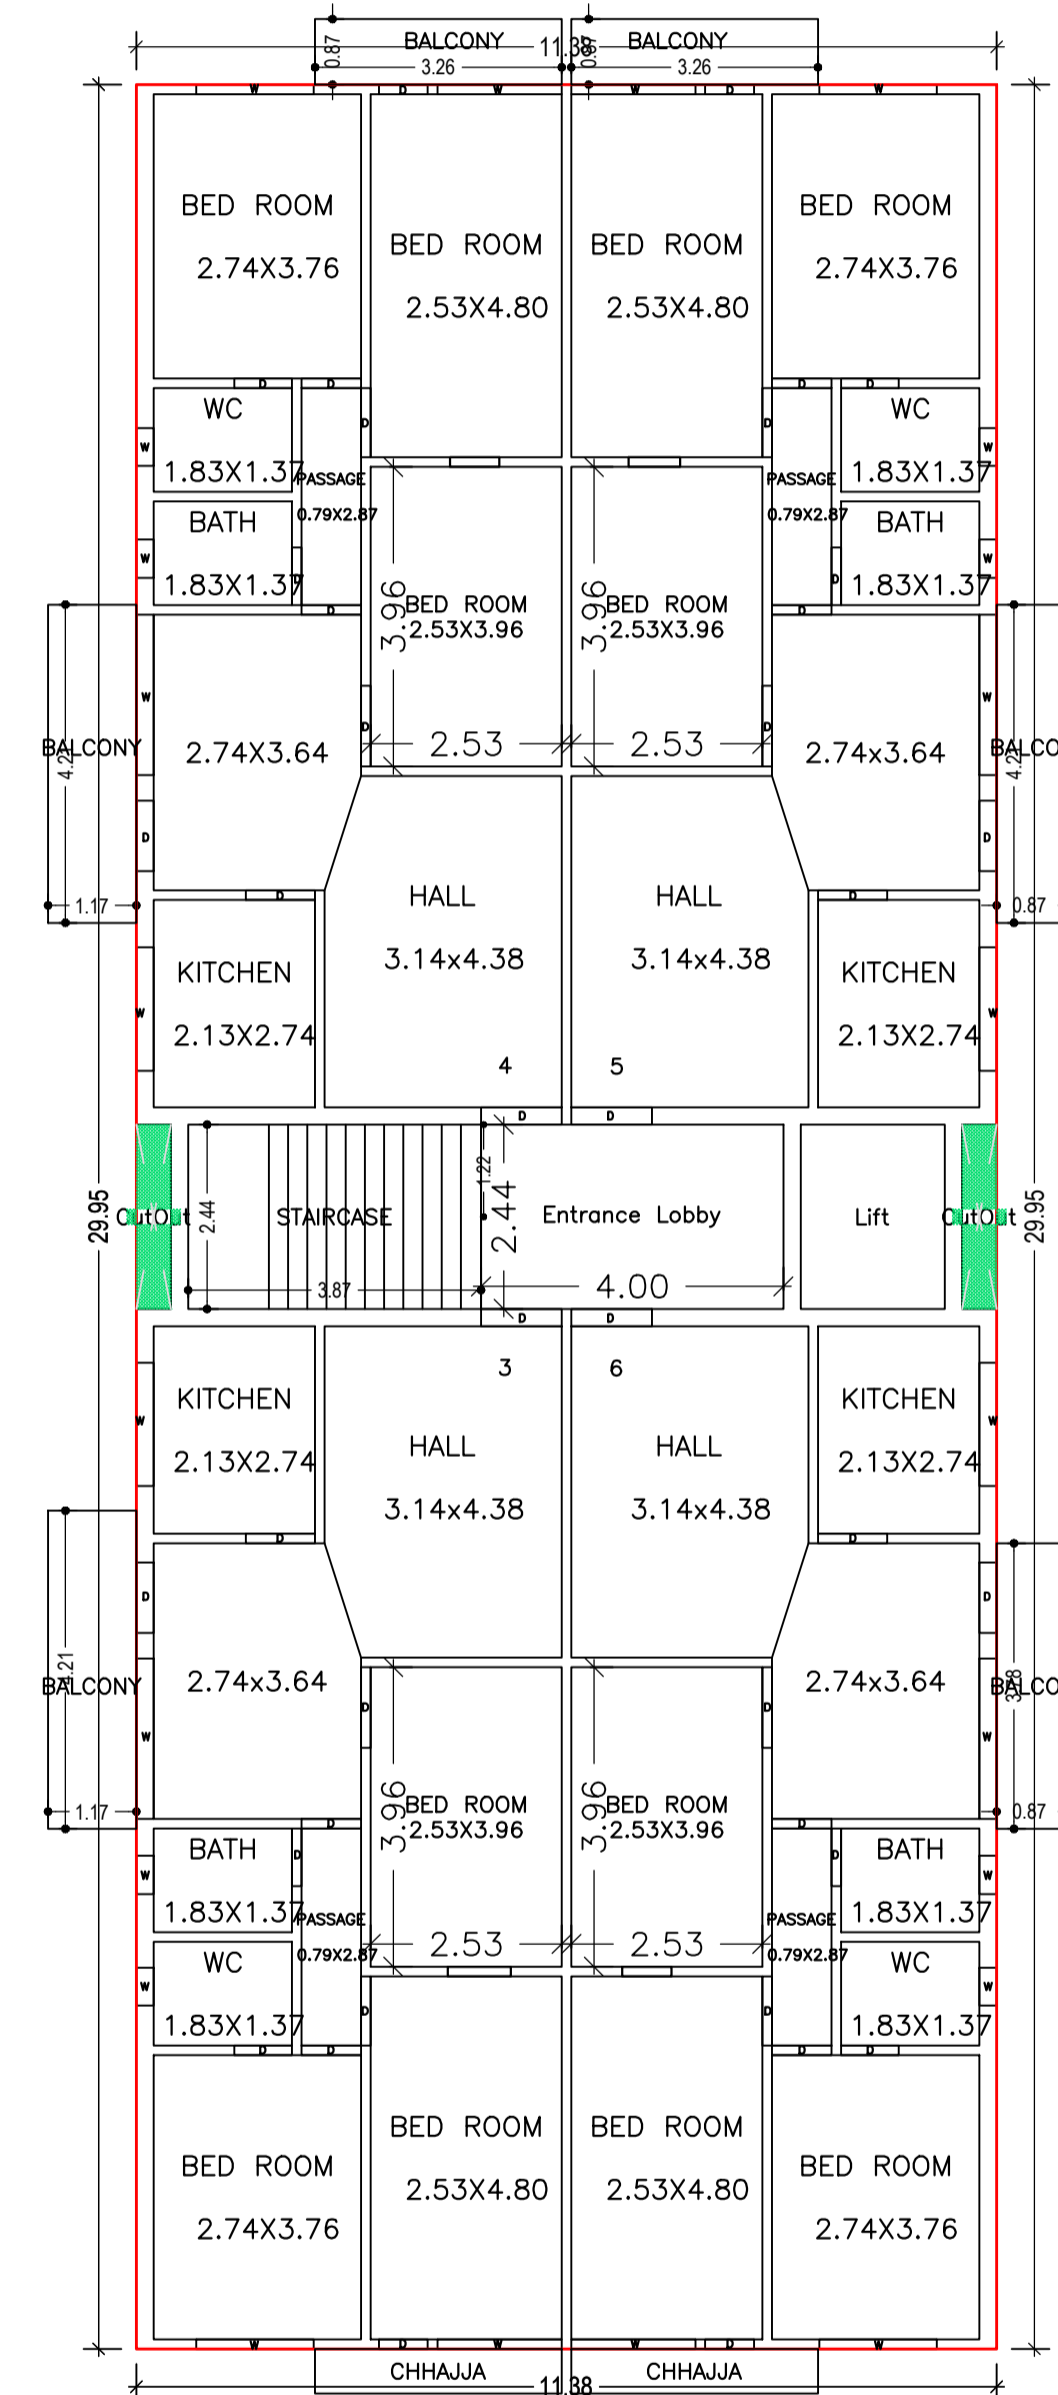 BALCONY 11.38 BALCONY
0.87 3.26 0.87 3.26
W D W W D W
BED ROOM BED ROOM
2.74X3.76 2.74X3.76
BED ROOM BED ROOM
2.53X4.80 2.53X4.80
D D D D
WC WC
D D
W W
1.83X1.37 1.83X1.37
PASSAGE PASSAGE
0.79X2.87 0.79X2.87
BATH BATH
W W
1.83X1.37 D D 1.83X1.37
D D
3.96 BED ROOM 3.96 BED ROOM
2.53X3.96 2.53X3.96
W W
D D
2.53 2.53
BALCONY 4.21 2.74X3.64 2.74x3.64 4.21
D D
HALL HALL
D D
1.17 0.87
3.14x4.38 3.14x4.38
KITCHEN KITCHEN
W W
2.13X2.74 2.13X2.74
4 5
D D
1.22
29.95 CutOut 2.44 STAIRCASE 2.44 Entrance Lobby Lift CutOut 29.95
3.87 4.00
D D
3 6
KITCHEN KITCHEN
W W
2.13X2.74 2.13X2.74
HALL HALL
3.14x4.38 3.14x4.38
D D
D D
BALCONY 4.21 2.74x3.64 2.74x3.64
D D
W W
3.96 BED ROOM 3.96 BED ROOM
2.53X3.96 2.53X3.96
1.17 0.87
D D
BATH BATH
D D
W W
1.83X1.37 1.83X1.37
PASSAGE PASSAGE
0.79X2.87 0.79X2.87
2.53 2.53
WC WC
W W
D D
1.83X1.37 1.83X1.37
D D D D
BED ROOM BED ROOM
2.53X4.80 2.53X4.80
BED ROOM BED ROOM
2.74X3.76 2.74X3.76
W D W W D W
CHHAJJA CHHAJJA
11.38